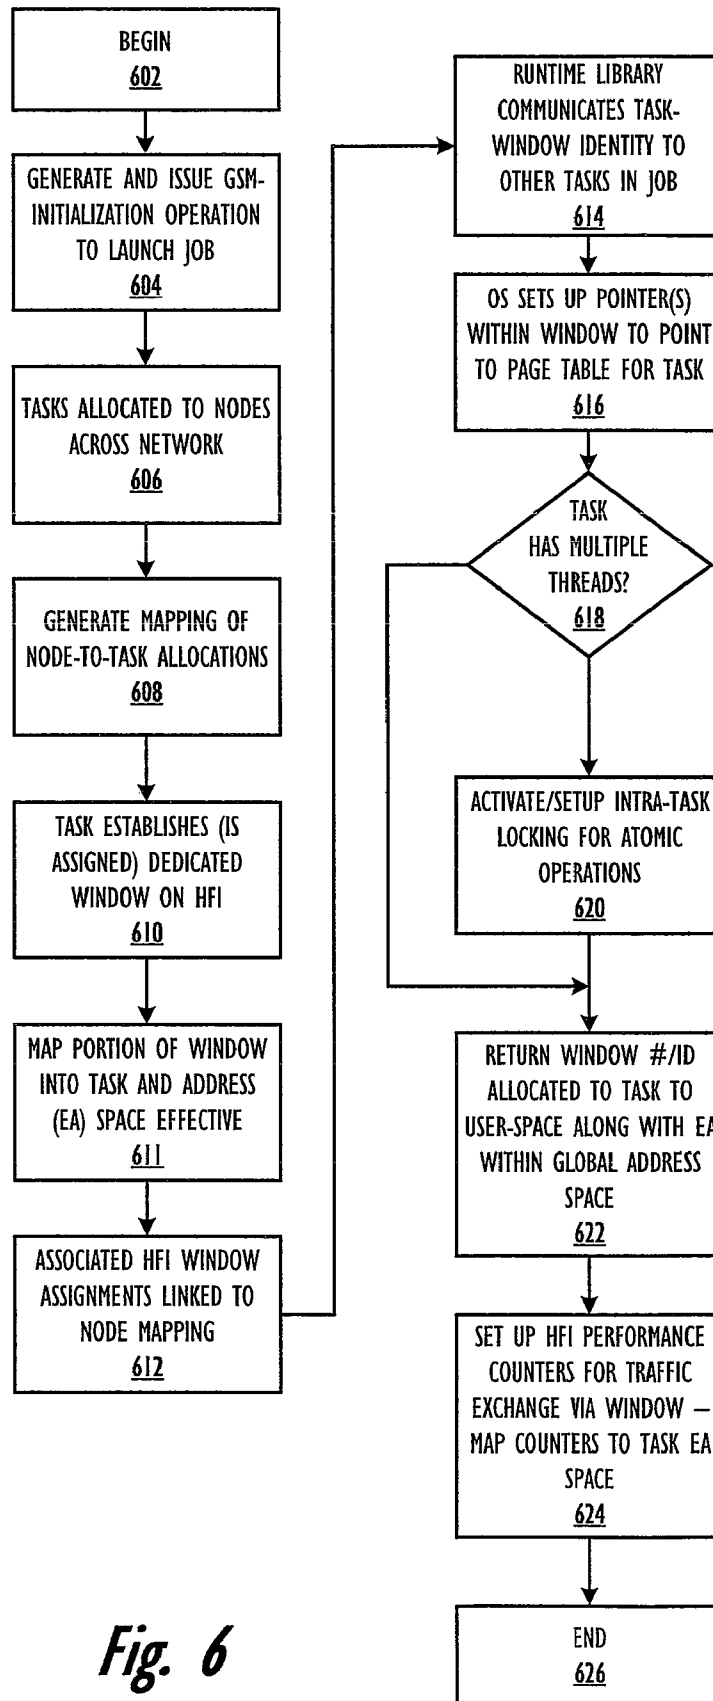 BEGIN
602
GENERATE AND ISSUE GSM-
INITIALIZATION OPERATION
TO LAUNCH JOB
604
TASKS ALLOCATED TO NODES
ACROSS NETWORK
606
GENERATE MAPPING OF
NODE-TO-TASK ALLOCATIONS
608
TASK ESTABLISHES (IS
ASSIGNED) DEDICATED
WINDOW ON HFI
610
MAP PORTION OF WINDOW
INTO TASK AND ADDRESS
(EA) SPACE EFFECTIVE
611
ASSOCIATED HFI WINDOW
ASSIGNMENTS LINKED TO
NODE MAPPING
612
RUNTIME LIBRARY
COMMUNICATES TASK-
WINDOW IDENTITY TO
OTHER TASKS IN JOB
614
OS SETS UP POINTER(S)
WITHIN WINDOW TO POINT
TO PAGE TABLE FOR TASK
616
TASK
HAS MULTIPLE
THREADS?
618
ACTIVATE/SETUP INTRA-TASK
LOCKING FOR ATOMIC
OPERATIONS
620
RETURN WINDOW #/ID
ALLOCATED TO TASK TO
USER-SPACE ALONG WITH EA
WITHIN GLOBAL ADDRESS
SPACE
622
SET UP HFI PERFORMANCE
COUNTERS FOR TRAFFIC
EXCHANGE VIA WINDOW –
MAP COUNTERS TO TASK EA
SPACE
624
END
626
Fig. 6